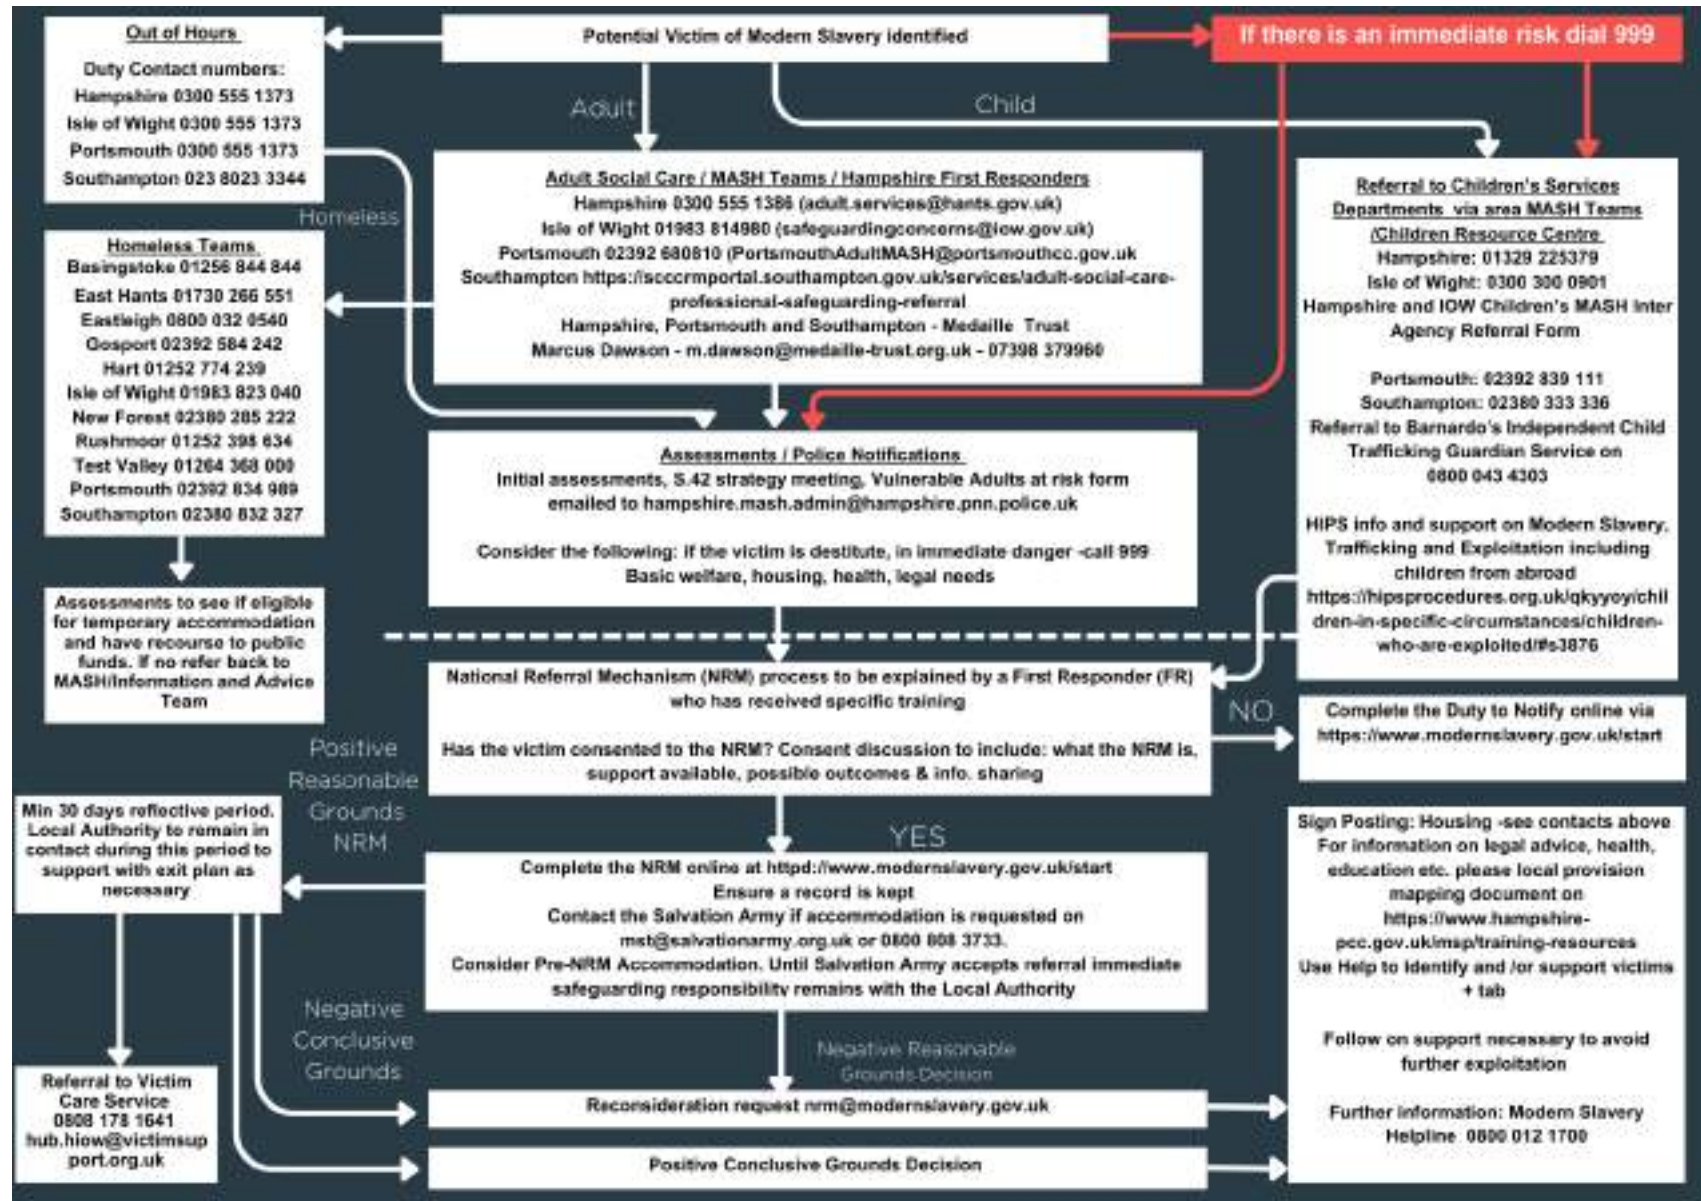 Out of Hours
Duty Contact numbers:
Hampshire 0300 555 1373
Isle of Wight 0300 555 1373
Portsmouth 0300 555 1373
Southampton 023 8023 3344
Potential Victim of Modern Slavery identified
If there is an immediate risk dial 999
Adult
Child
Adult Social Care / MASH Teams / Hampshire First Responders
Hampshire 0300 555 1386 (adult.services@hants.gov.uk)
Isle of Wight 01983 814980 (safeguardingconcerns@iow.gov.uk)
Portsmouth 02392 680810 (PortsmouthAdultMASH@portsmouthcc.gov.uk
Southampton https://scccrmportal.southampton.gov.uk/services/adult-social-care-
professional-safeguarding-referral
Hampshire, Portsmouth and Southampton - Medaille Trust
Marcus Dawson - m.dawson@medaille-trust.org.uk - 07398 379960
Referral to Children's Services
Departments via area MASH Teams
/Children Resource Centre
Hampshire: 01329 225379
Isle of Wight: 0300 300 0901
Hampshire and IOW Children's MASH Inter
Agency Referral Form
Portsmouth: 02392 839 111
Southampton: 02380 333 336
Referral to Barnardo's Independent Child
Trafficking Guardian Service on
0800 043 4303
HIPS info and support on Modern Slavery,
Trafficking and Exploitation including
children from abroad
https://hipsprocedures.org.uk/qkyyoy/chil
dren-in-specific-circumstances/children-
who-are-exploited/#s3876
Homeless
Homeless Teams
Basingstoke 01256 844 844
East Hants 01730 266 551
Eastleigh 0800 032 0540
Gosport 02392 584 242
Hart 01252 774 239
Isle of Wight 01983 823 040
New Forest 02380 285 222
Rushmoor 01252 398 634
Test Valley 01264 368 000
Portsmouth 02392 834 989
Southampton 02380 832 327
Assessments to see if eligible
for temporary accommodation
and have recourse to public
funds. If no refer back to
MASH/Information and Advice
Team
Assessments / Police Notifications
Initial assessments, S.42 strategy meeting, Vulnerable Adults at risk form
emailed to hampshire.mash.admin@hampshire.pnn.police.uk
Consider the following: if the victim is destitute, in immediate danger -call 999
Basic welfare, housing, health, legal needs
National Referral Mechanism (NRM) process to be explained by a First Responder (FR)
who has received specific training
Has the victim consented to the NRM? Consent discussion to include: what the NRM is,
support available, possible outcomes & info. sharing
NO
Complete the Duty to Notify online via
https://www.modernslavery.gov.uk/start
Positive
Reasonable
Grounds
NRM
YES
Complete the NRM online at httpd://www.modernslavery.gov.uk/start
Ensure a record is kept
Contact the Salvation Army if accommodation is requested on
mst@salvationarmy.org.uk or 0800 808 3733.
Consider Pre-NRM Accommodation. Until Salvation Army accepts referral immediate
safeguarding responsibility remains with the Local Authority
Min 30 days reflective period.
Local Authority to remain in
contact during this period to
support with exit plan as
necessary
Sign Posting: Housing -see contacts above
For information on legal advice, health,
education etc. please local provision
mapping document on
https://www.hampshire-
pcc.gov.uk/msp/training-resources
Use Help to Identify and /or support victims
+ tab
Follow on support necessary to avoid
further exploitation
Further information: Modern Slavery
Helpline 0800 012 1700
Negative
Conclusive
Grounds
Negative Reasonable
Grounds Decision
Referral to Victim
Care Service
0808 178 1641
hub.hiow@victimsup
port.org.uk
Reconsideration request nrm@modernslavery.gov.uk
Positive Conclusive Grounds Decision